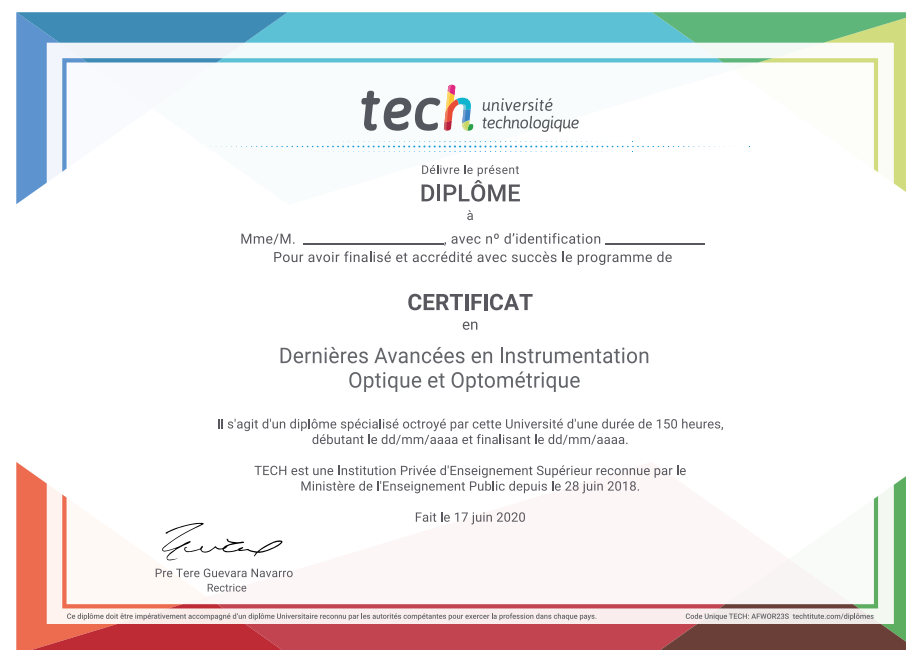 tech université
technologique
Délivre le présent
DIPLÔME
à
Mme/M. ____________________, avec nº d'identification ______________
Pour avoir finalisé et accrédité avec succès le programme de
CERTIFICAT
en
Dernières Avancées en Instrumentation
Optique et Optométrique
Il s'agit d'un diplôme spécialisé octroyé par cette Université d'une durée de 150 heures,
débutant le dd/mm/aaaa et finalisant le dd/mm/aaaa.
TECH est une Institution Privée d'Enseignement Supérieur reconnue par le
Ministère de l'Enseignement Public depuis le 28 juin 2018.
Fait le 17 juin 2020
Pre Tere Guevara Navarro
Rectrice
Ce diplôme doit être impérativement accompagné d'un diplôme Universitaire reconnu par les autorités compétantes pour exercer la profession dans chaque pays.
Code Unique TECH: AFWOR23S techtitute.com/diplômes